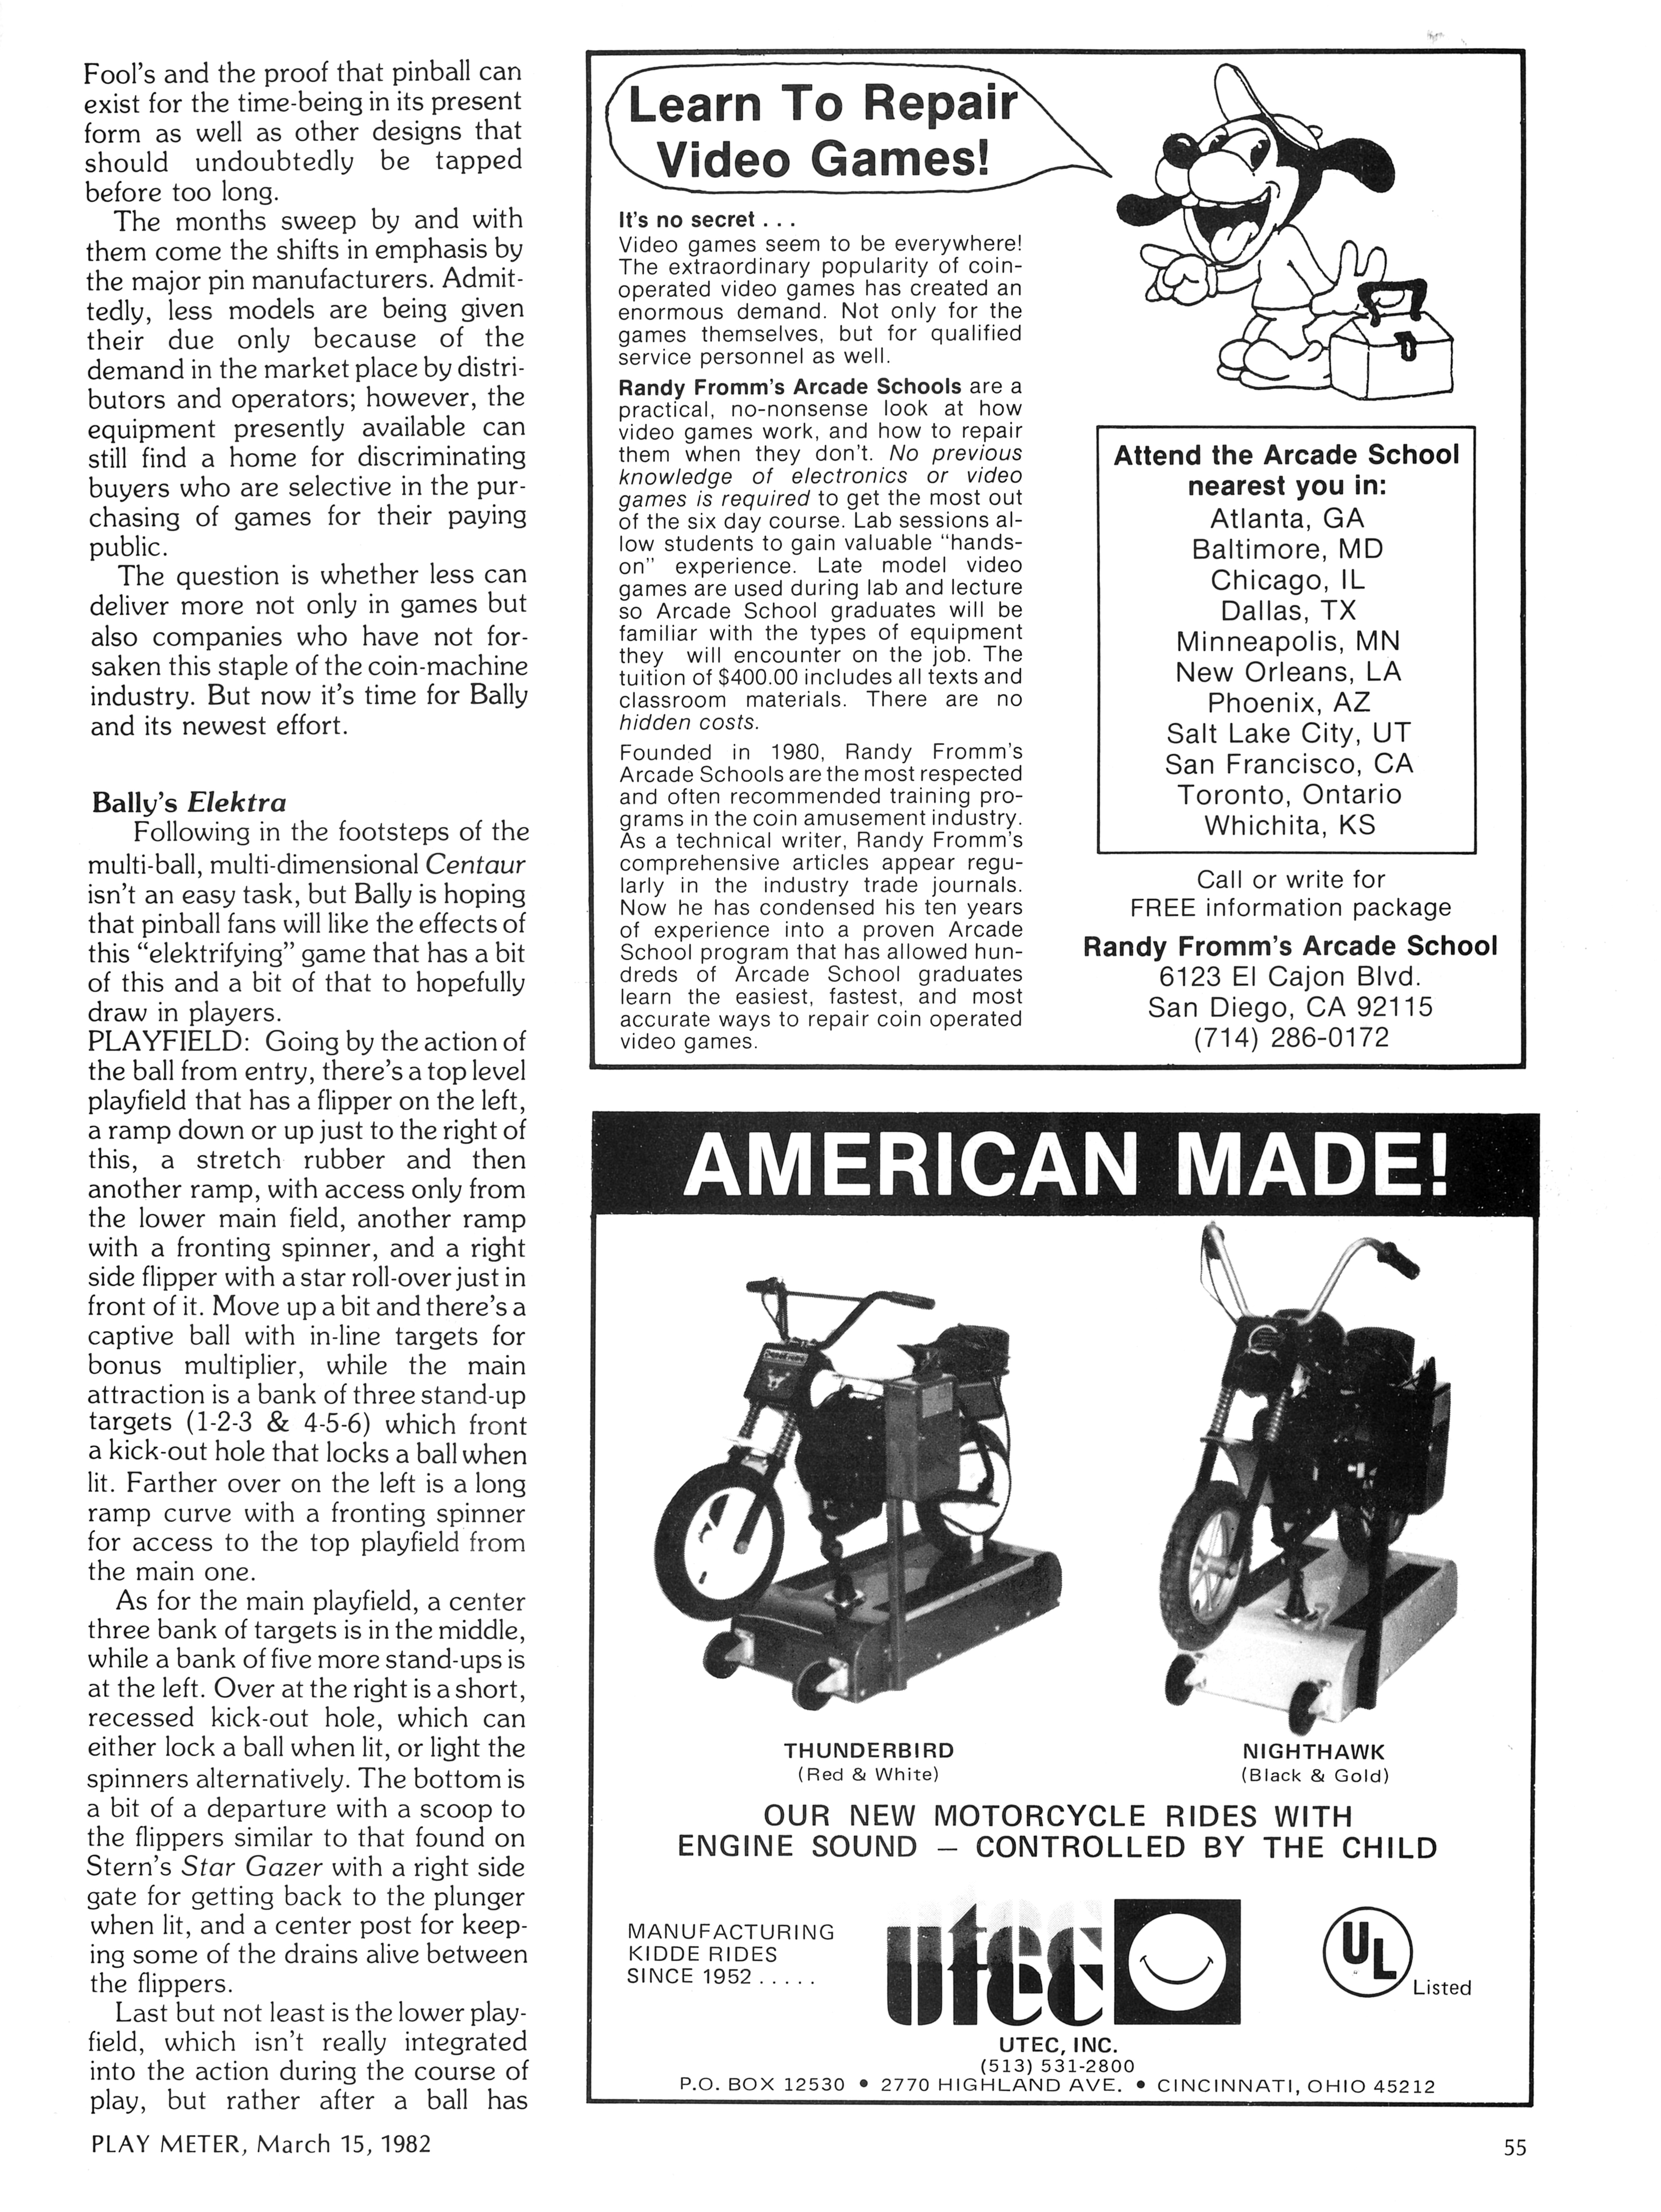 Fool's and the proof that pinball can
exist for the time-being in its present
form as well as other designs that
should undoubtedly be tapped
before too long.
The months sweep by and with
them come the shifts in emphasis by
the major pin manufacturers. Admit-
tedly, less models are being given
their due only because of the
demand in the market place by distri-
butors and operators; however, the
equipment presently available can
still find a home for discriminating
buyers who are selective in the pur-
chasing of games for their paying
public.
The question is whether less can
deliver more not only in games but
also companies who have not for-
saken this staple of the coin-machine
industry. But now it's time for Bally
and its newest effort.
Bally's Elektra
Following in the footsteps of the
multi-ball, multi-dimensional Centaur
isn't an easy task, but Bally is hoping
that pinball fans will like the effects of
this "elektrifying" game that has a bit
of this and a bit of that to hopefully
draw in players.
PLAYFIELD: Going by the action of
the ball from entry, there's a top level
playfield that has a flipper on the left,
a ramp down or up just to the right of
this, a stretch rubber and then
another ramp, with access only from
the lower main field, another ramp
with a fronting spinner, and a right
side flipper with a star roll-over just in
front of it. Move up a bit and there's a
captive ball with in-line targets for
bonus multiplier, while the main
attraction is a bank of three stand-up
targets (1-2-3 & 4-5-6) which front
a kick-out hole that locks a ball when
lit. Farther over on the left is a long
ramp curve with a fronting spinner
for access to the top playfield from
the main one.
As for the main playfield, a center
three bank of targets is in the middle,
while a bank of five more stand-ups is
at the left. Over at the right is a short,
recessed kick-out hole, which can
either lock a ball when lit, or light the
spinners alternatively. The bottom is
a bit of a departure with a scoop to
the flippers similar to that found on
Stern's Star Gazer with a right side
gate for getting back to the plunger
when lit, and a center post for keep-
ing some of the drains alive between
the flippers.
Last but not least is the lower play-
field, which isn't really integrated
into the action during the course of
play, but rather after a ball has
Learn To Repair
Video Games!
It's no secret . . .
Video games seem to be everywhere!
The extraordinary popularity of coin-
operated video games has created an
enormous demand. Not only for the
games themselves, but for qualified
service personnel as well.
Randy Fromm's Arcade Schools are a
practical, no-nonsense look at how
video games work, and how to repair
them when they don't. No previous
knowledge of electronics or video
games is required to get the most out
of the six day course. Lab sessions al-
low students to gain valuable "hands-
on" experience. Late model video
games are used during lab and lecture
so Arcade School graduates will be
familiar with the types of equipment
they will encounter on the job. The
tuition of $400.00 includes all texts and
classroom materials. There are no
hidden costs.
Founded in 1980, Randy Fromm's
Arcade Schools are the most respected
and often recommended training pro-
grams in the coin amusement industry.
As a technical writer, Randy Fromm's
comprehensive articles appear regu-
larly in the industry trade journals.
Now he has condensed his ten years
of experience into a proven Arcade
School program that has allowed hun-
dreds of Arcade School graduates
learn the easiest, fastest, and most
accurate ways to repair coin operated
video games.
Attend the Arcade School
nearest you in:
Atlanta, GA
Baltimore, MD
Chicago, IL
Dallas, TX
Minneapolis, MN
New Orleans, LA
Phoenix, AZ
Salt Lake City, UT
San Francisco, CA
Toronto, Ontario
Whichita, KS
Call or write for
FREE information package
Randy Fromm's Arcade School
6123 El Cajon Blvd.
San Diego, CA 92115
(714) 286-0172
AMERICAN MADE!
THUNDERBIRD
(Red & White)
NIGHTHAWK
(Black & Gold)
OUR NEW MOTORCYCLE RIDES WITH
ENGINE SOUND – CONTROLLED BY THE CHILD
MANUFACTURING
KIDDE RIDES
SINCE 1952 . . . . .
utec
UL
Listed
UTEC, INC.
(513) 531-2800
P.O. BOX 12530 • 2770 HIGHLAND AVE. • CINCINNATI, OHIO 45212
PLAY METER, March 15, 1982
55